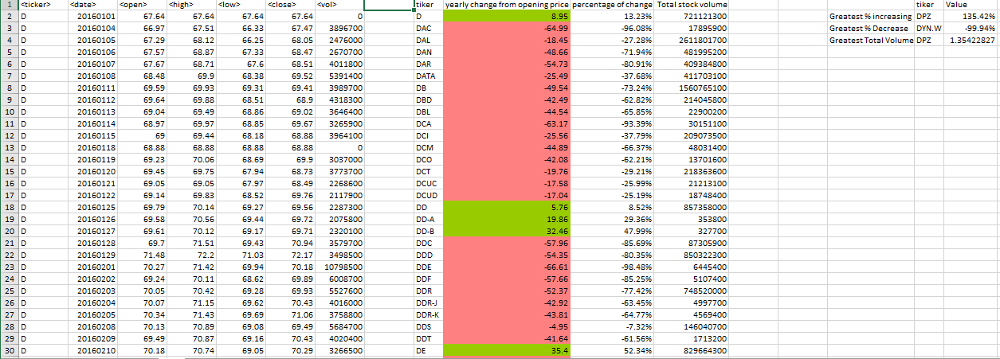 1 <ticker> <date> <open> <high> <low> <close> <vol> tiker yearly change from opening price percentage of change Total stock volume tiker Value
2 D 20160101 67.64 67.64 67.64 67.64 0 D 8.95 13.23% 721121300 Greatest % increasing DPZ 135.42%
3 D 20160104 66.97 67.51 66.33 67.47 3896700 DAC -64.99 -96.08% 17895900 Greatest % Decrease DYN.W -99.94%
4 D 20160105 67.29 68.12 66.25 68.05 2476000 DAL -18.45 -27.28% 2611801700 Greatest Total Volume DPZ 1.35422827
5 D 20160106 67.57 68.87 67.33 68.47 2670700 DAN -48.66 -71.94% 481995200
6 D 20160107 67.67 68.71 67.6 68.51 4011800 DAR -54.73 -80.91% 409384800
7 D 20160108 68.48 69.9 68.38 69.52 5391400 DATA -25.49 -37.68% 411703100
8 D 20160111 69.59 69.93 69.31 69.41 3989700 DB -49.54 -73.24% 1560765100
9 D 20160112 69.64 69.88 68.51 68.9 4318300 DBD -42.49 -62.82% 214045800
10 D 20160113 69.04 69.49 68.86 69.02 3646400 DBL -44.54 -65.85% 22900200
11 D 20160114 68.97 69.97 68.85 69.67 3265900 DCA -63.17 -93.39% 30151100
12 D 20160115 69 69.44 68.18 68.88 3964100 DCI -25.56 -37.79% 209073500
13 D 20160118 68.88 68.88 68.88 68.88 0 DCM -44.89 -66.37% 48031400
14 D 20160119 69.23 70.06 68.69 69.9 3037000 DCO -42.08 -62.21% 13701600
15 D 20160120 69.45 69.75 67.94 68.73 3773700 DCT -19.76 -29.21% 218363600
16 D 20160121 69.05 69.05 67.97 68.49 2268600 DCUC -17.58 -25.99% 21213100
17 D 20160122 69.14 69.83 68.52 69.76 2117900 DCUD -17.04 -25.19% 18748400
18 D 20160125 69.79 70.14 69.27 69.56 2287300 DD 5.76 8.52% 857358000
19 D 20160126 69.58 70.56 69.44 69.72 2075800 DD-A 19.86 29.36% 353800
20 D 20160127 69.61 70.12 69.17 69.71 2320100 DD-B 32.46 47.99% 327700
21 D 20160128 69.7 71.51 69.43 70.94 3579700 DDC -57.96 -85.69% 87305900
22 D 20160129 71.48 72.2 71.03 72.17 3498500 DDD -54.35 -80.35% 850322300
23 D 20160201 70.27 71.42 69.94 70.18 10798500 DDE -66.61 -98.48% 6445400
24 D 20160202 69.24 70.11 68.62 69.89 6008700 DDF -57.66 -85.25% 5107400
25 D 20160203 70.05 70.42 69.28 69.93 5527600 DDR -52.37 -77.42% 748520000
26 D 20160204 70.07 71.15 69.62 70.43 4016000 DDR-J -42.92 -63.45% 4997700
27 D 20160205 70.34 71.43 69.69 71.06 3758800 DDR-K -43.81 -64.77% 4569400
28 D 20160208 70.13 70.89 69.08 69.49 5684700 DDS -4.95 -7.32% 146040700
29 D 20160209 69.49 70.87 69.16 70.43 4020400 DDT -41.64 -61.56% 1713200
30 D 20160210 70.18 70.74 69.05 70.29 3266500 DE 35.4 52.34% 829664300